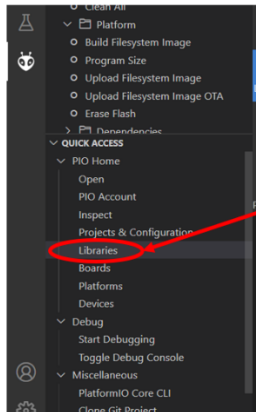 Clean All
Platform
Build Filesystem Image
Program Size
Upload Filesystem Image
Upload Filesystem Image OTA
Erase Flash
Dependencies
QUICK ACCESS
PIO Home
Open
PIO Account
Inspect
Projects & Configuration
Libraries
Boards
Platforms
Devices
Debug
Start Debugging
Toggle Debug Console
Miscellaneous
PlatformIO Core CLI
Clone Git Project